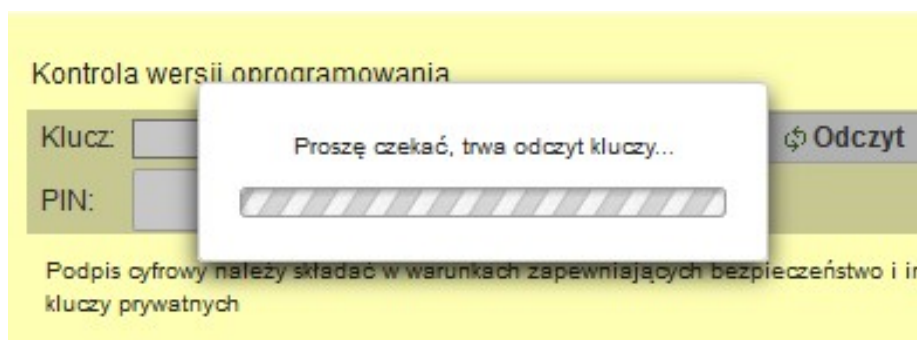 Kontrola wersji oprogramowania
Proszę czekać, trwa odczyt kluczy...
Klucz:
Odczyt
PIN:
Podpis cyfrowy należy składać w warunkach zapewniających bezpieczeństwo i in
kluczy prywatnych